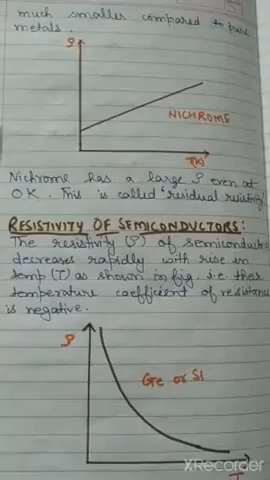 much smaller compared to pure
metals.
ρ
NICHROME
T(K)
Nichrome has a large ρ even at
0K. This is called 'residual resistivity
RESISTIVITY OF SEMICONDUCTORS:
The resistivity (ρ) of semiconductor
decreases rapidly with rise in
temp (T) as shown in fig. i.e their
temperature coefficient of resistance
is negative.
ρ
Ge or Si
T
XRecorder